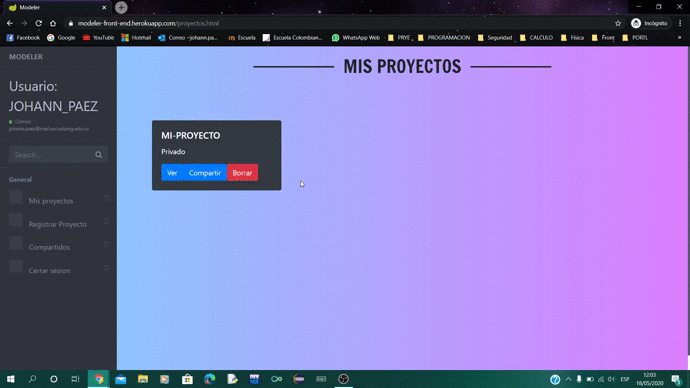 Modeler
modeler-front-end.herokuapp.com/proyectos.html
Incógnito
Facebook Google YouTube Hotmail Correo -johann.pa... Escuela Escuela Colombian... WhatsApp Web PRYE PROGRAMACION Seguridad CALCULO Fisica Front PORTL
MODELER
Usuario:
JOHANN_PAEZ
Correo:
johann.paez@mail.escuelaing.edu.co
Search...
General
Mis proyectos
Registrar Proyecto
Compartidos
Cerrar sesion
MIS PROYECTOS
MI-PROYECTO
Privado
Ver Compartir Borrar
ESP
12:03
18/05/2020